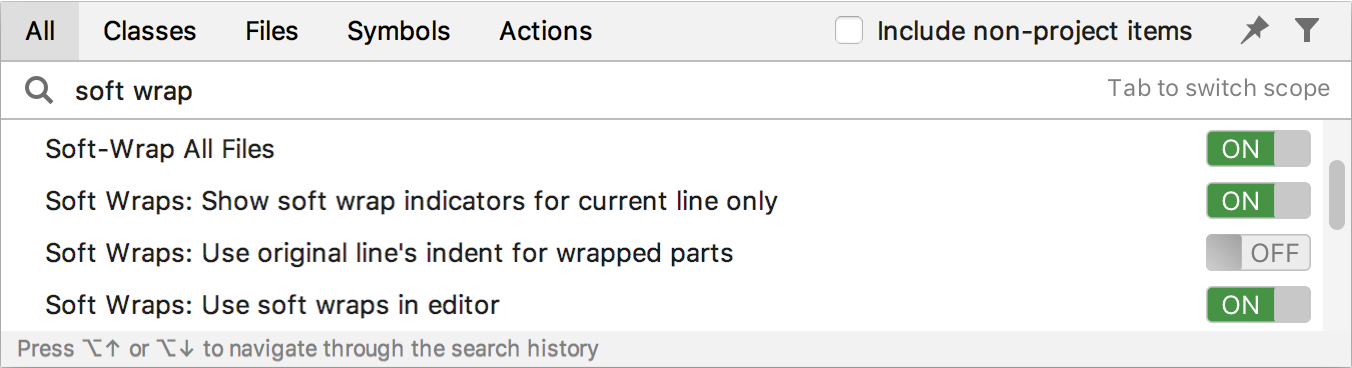 All Classes Files Symbols Actions Include non-project items
soft wrap Tab to switch scope
Soft-Wrap All Files ON
Soft Wraps: Show soft wrap indicators for current line only ON
Soft Wraps: Use original line's indent for wrapped parts OFF
Soft Wraps: Use soft wraps in editor ON
Press ⌥↑ or ⌥↓ to navigate through the search history